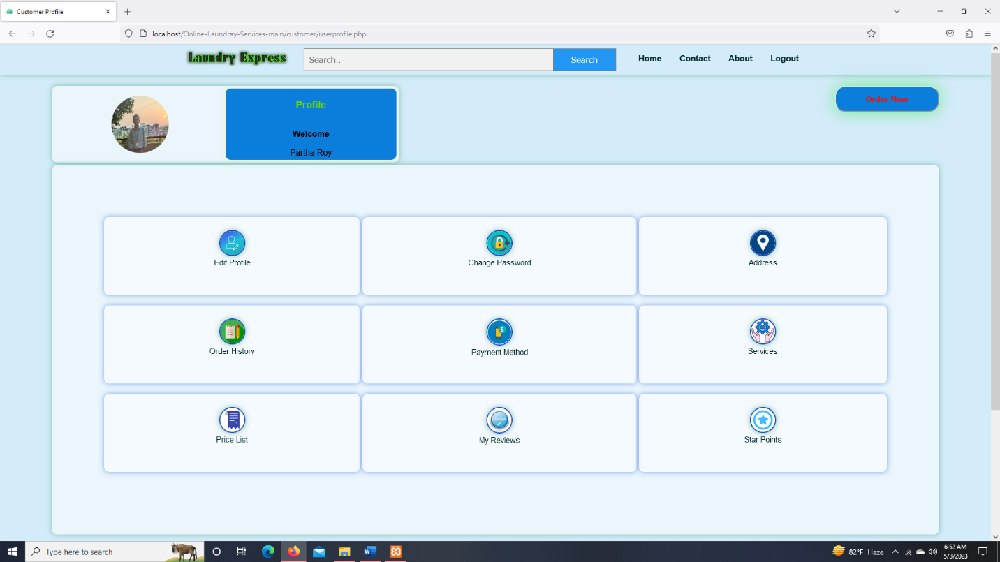 Customer Profile
localhost/Online-Laundray-Services-main/customer/userprofile.php
Laundry Express
Search..
Search
Home
Contact
About
Logout
Profile
Welcome
Partha Roy
Order Now
Edit Profile
Change Password
Address
Order History
Payment Method
Services
Price List
My Reviews
Star Points
Type here to search
82°F Haze
6:52 AM
5/3/2023